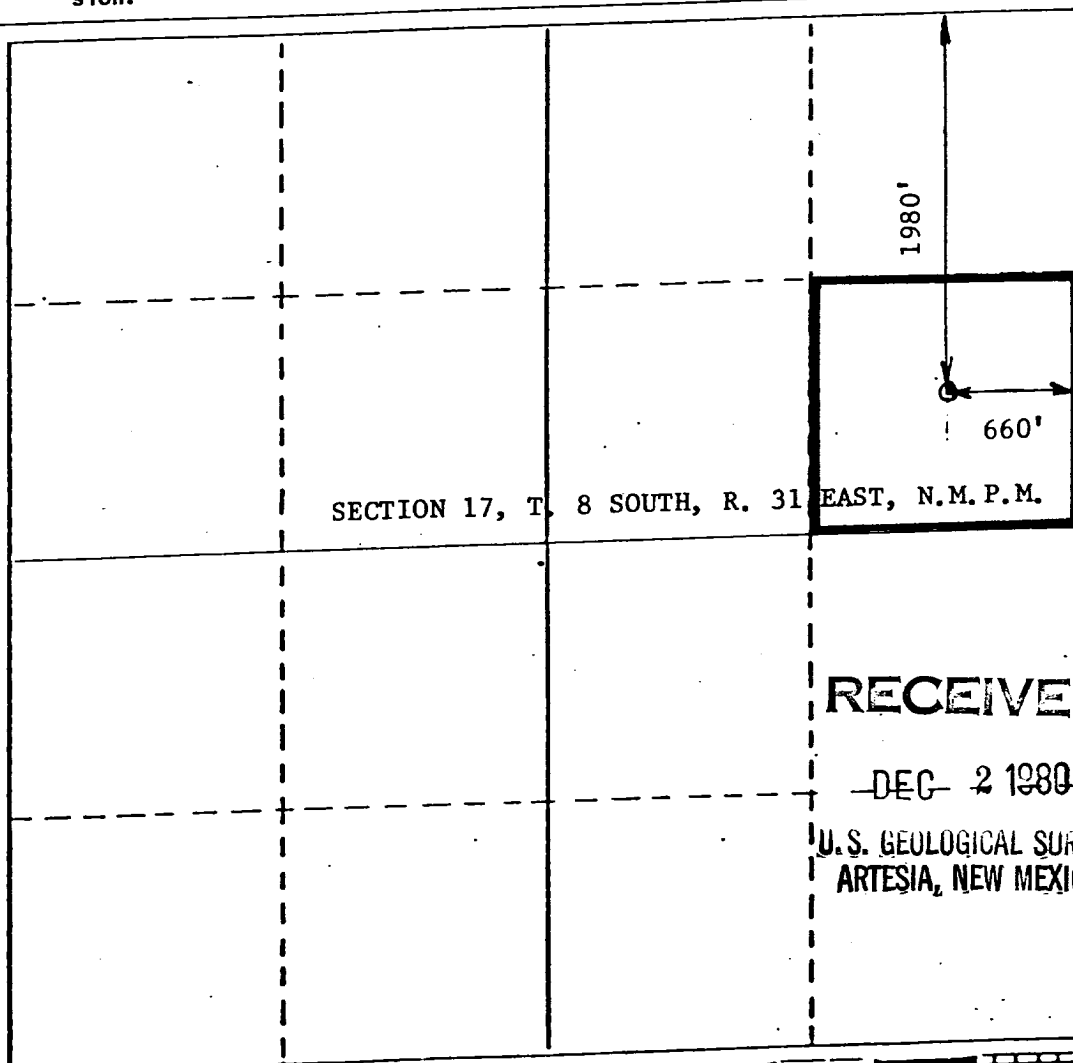 1980'
660'
SECTION 17, T. 8 SOUTH, R. 31 EAST, N.M.P.M.
RECEIVE
DEC 2 1980
U.S. GEOLOGICAL SUR
ARTESIA, NEW MEXI